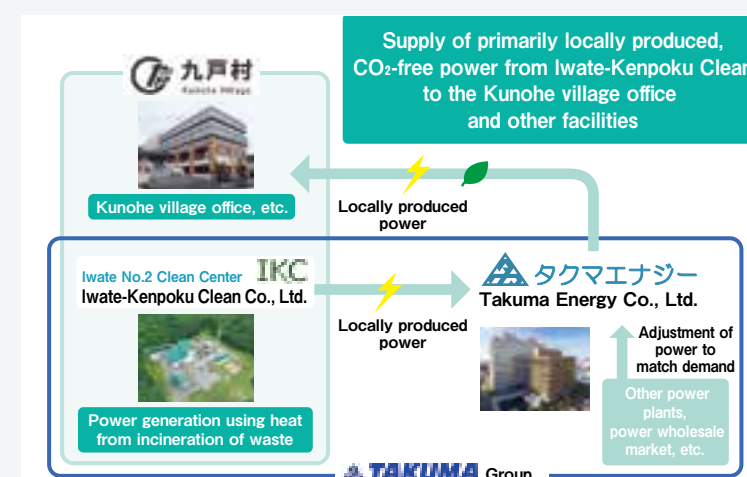 Supply of primarily locally produced,
CO₂-free power from Iwate-Kenpoku Clean
to the Kunohe village office
and other facilities
九戸村
Kunohe Village
Kunohe village office, etc.
Locally produced
power
Iwate No.2 Clean Center IKC
Iwate-Kenpoku Clean Co., Ltd.
Locally produced
power
タクマエナジー
Takuma Energy Co., Ltd.
Adjustment of
power to
match demand
Other power
plants,
power wholesale
market, etc.
Power generation using heat
from incineration of waste
TAKUMA Group